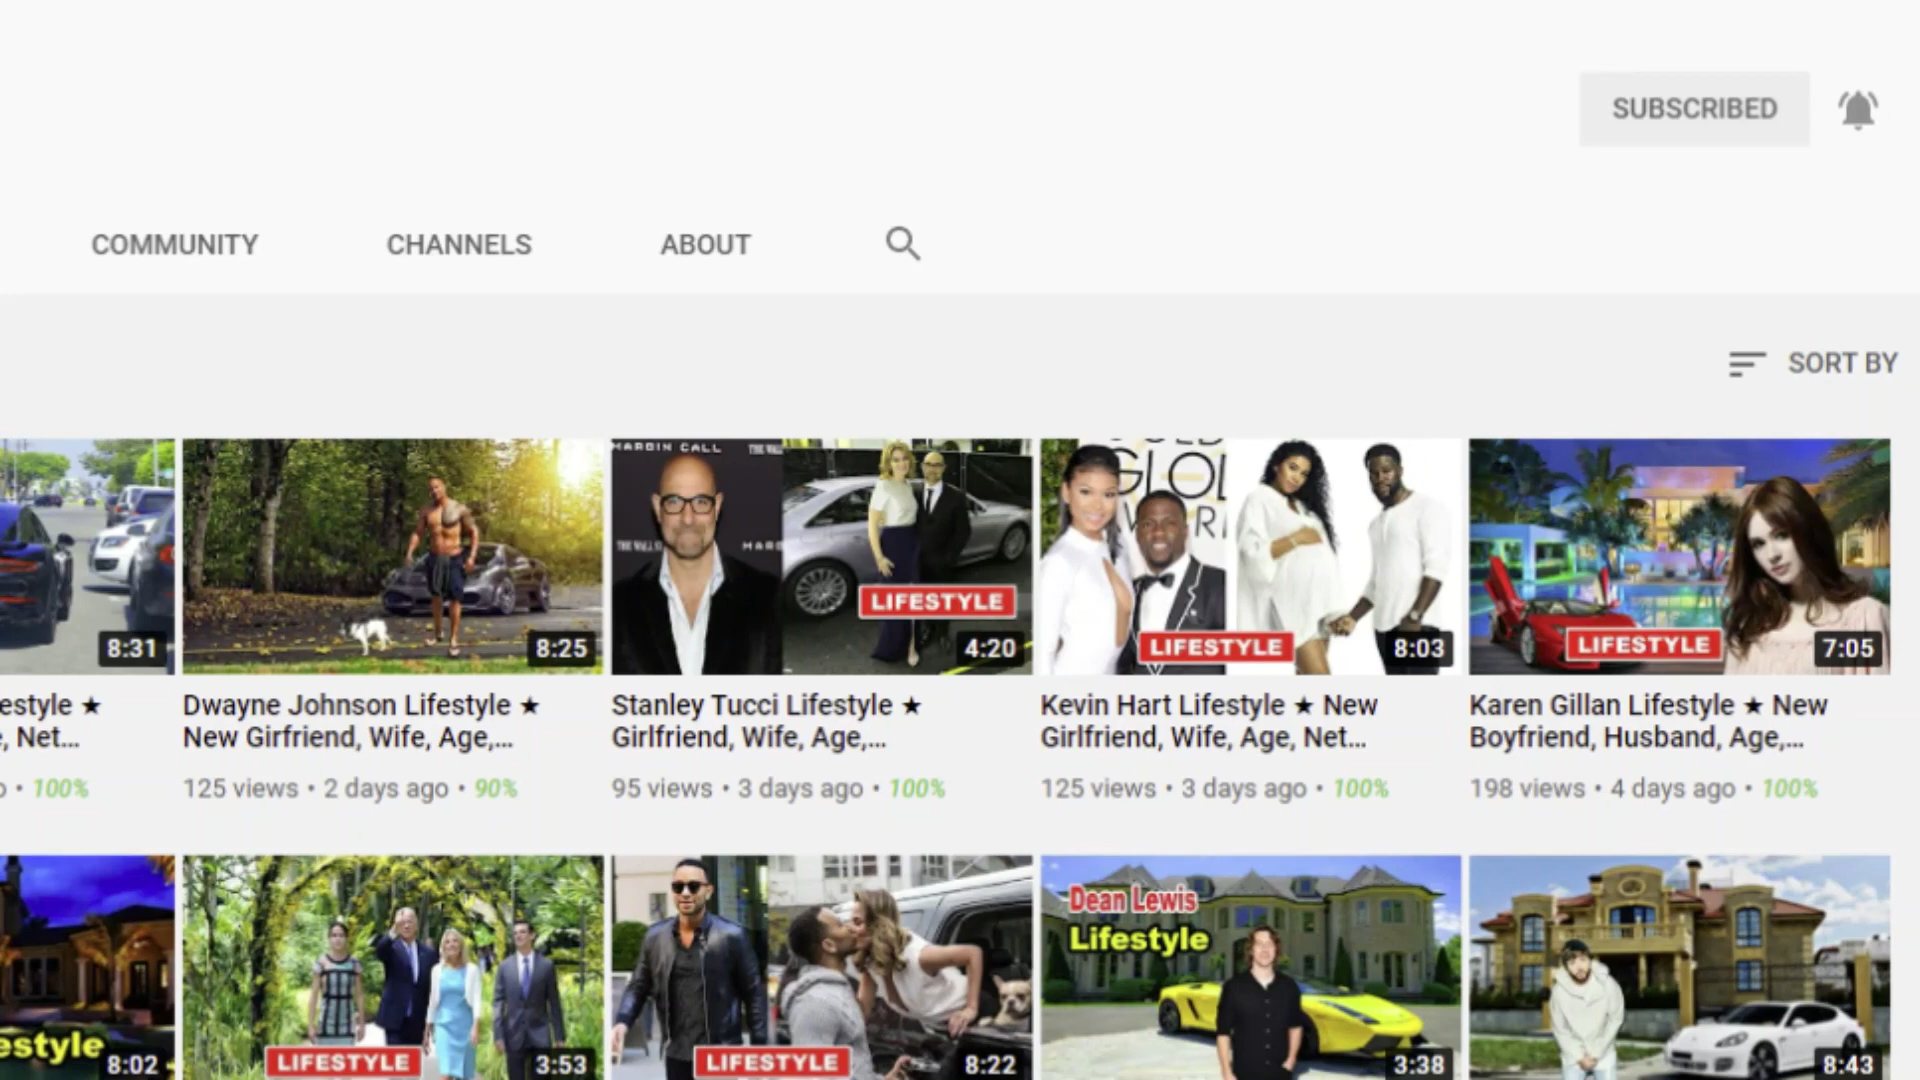 SUBSCRIBED
COMMUNITY CHANNELS ABOUT
SORT BY
MARGIN CALL
GLOL
LIFESTYLE
LIFESTYLE
LIFESTYLE
8:31
8:25
4:20
8:03
7:05
estyle ★
, Net...
100%
Dwayne Johnson Lifestyle ★
New Girfriend, Wife, Age,...
125 views • 2 days ago • 90%
Stanley Tucci Lifestyle ★
Girlfriend, Wife, Age,...
95 views • 3 days ago • 100%
Kevin Hart Lifestyle ★ New
Girlfriend, Wife, Age, Net...
125 views • 3 days ago • 100%
Karen Gillan Lifestyle ★ New
Boyfriend, Husband, Age,...
198 views • 4 days ago • 100%
estyle
8:02
LIFESTYLE
3:53
LIFESTYLE
8:22
Dean Lewis
Lifestyle
3:38
8:43